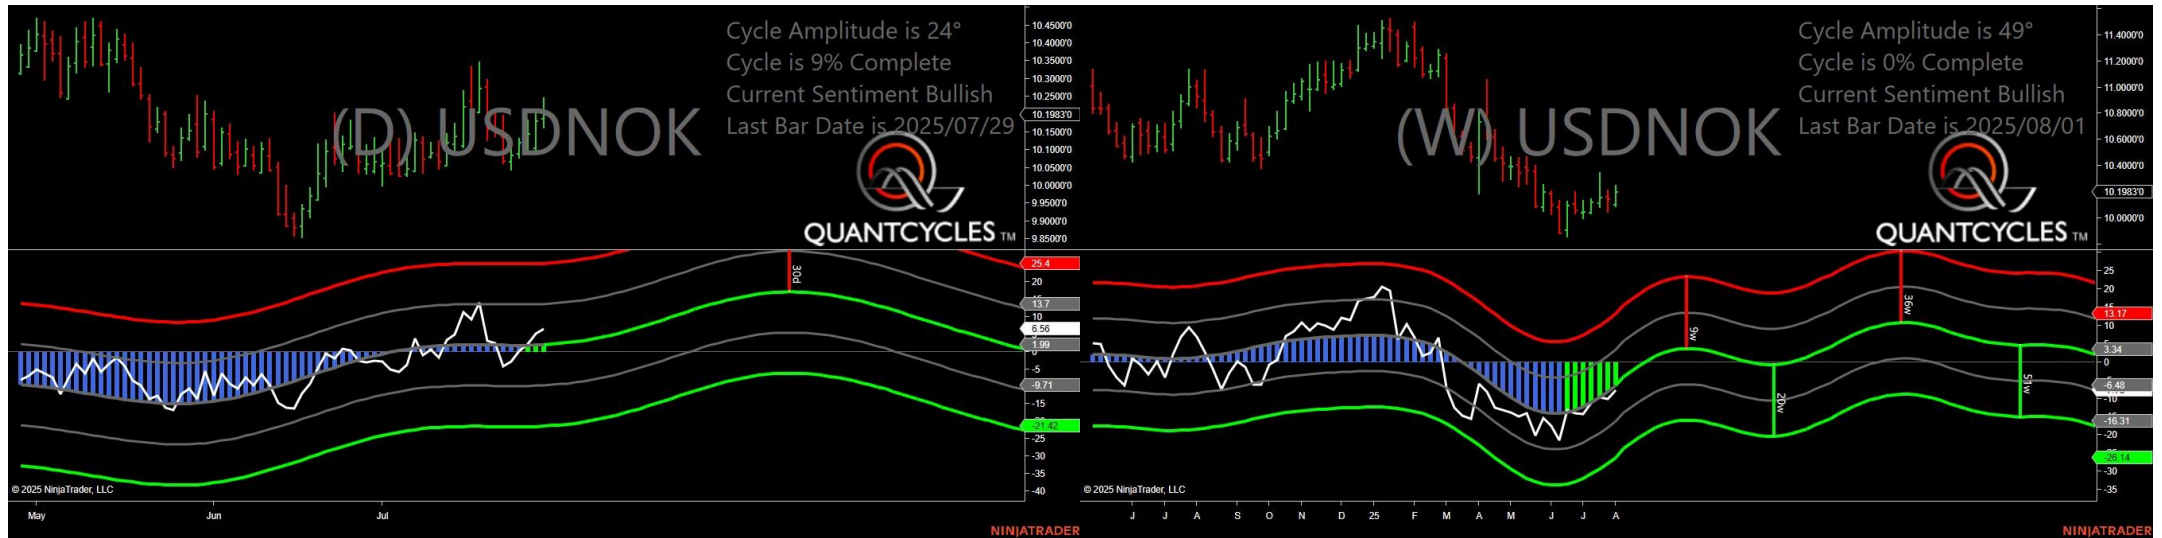 Cycle Amplitude is 24°
Cycle is 9% Complete
Current Sentiment Bullish
Last Bar Date is 2025/07/29
(D) USDNOK
QUANTCYCLES TM
10.4500'0
10.4000'0
10.3500'0
10.3000'0
10.2500'0
10.1983'0
10.1500'0
10.1000'0
10.0500'0
10.0000'0
9.9500'0
9.9000'0
9.8500'0
30d
25.4
20
13.7
10
6.56
1.99
0
-5
-9.71
-15
-21.42
-25
-30
-35
-40
© 2025 NinjaTrader, LLC
May Jun Jul
NINJATRADER
Cycle Amplitude is 49°
Cycle is 0% Complete
Current Sentiment Bullish
Last Bar Date is 2025/08/01
(W) USDNOK
QUANTCYCLES TM
11.4000'0
11.2000'0
11.0000'0
10.8000'0
10.6000'0
10.4000'0
10.1983'0
10.0000'0
9w
20w
36w
51w
25
20
13.17
10
5
3.34
0
-6.48
-16.31
-20
-26.14
-30
-35
© 2025 NinjaTrader, LLC
J J A S O N D 25 F M A M J J A
NINJATRADER